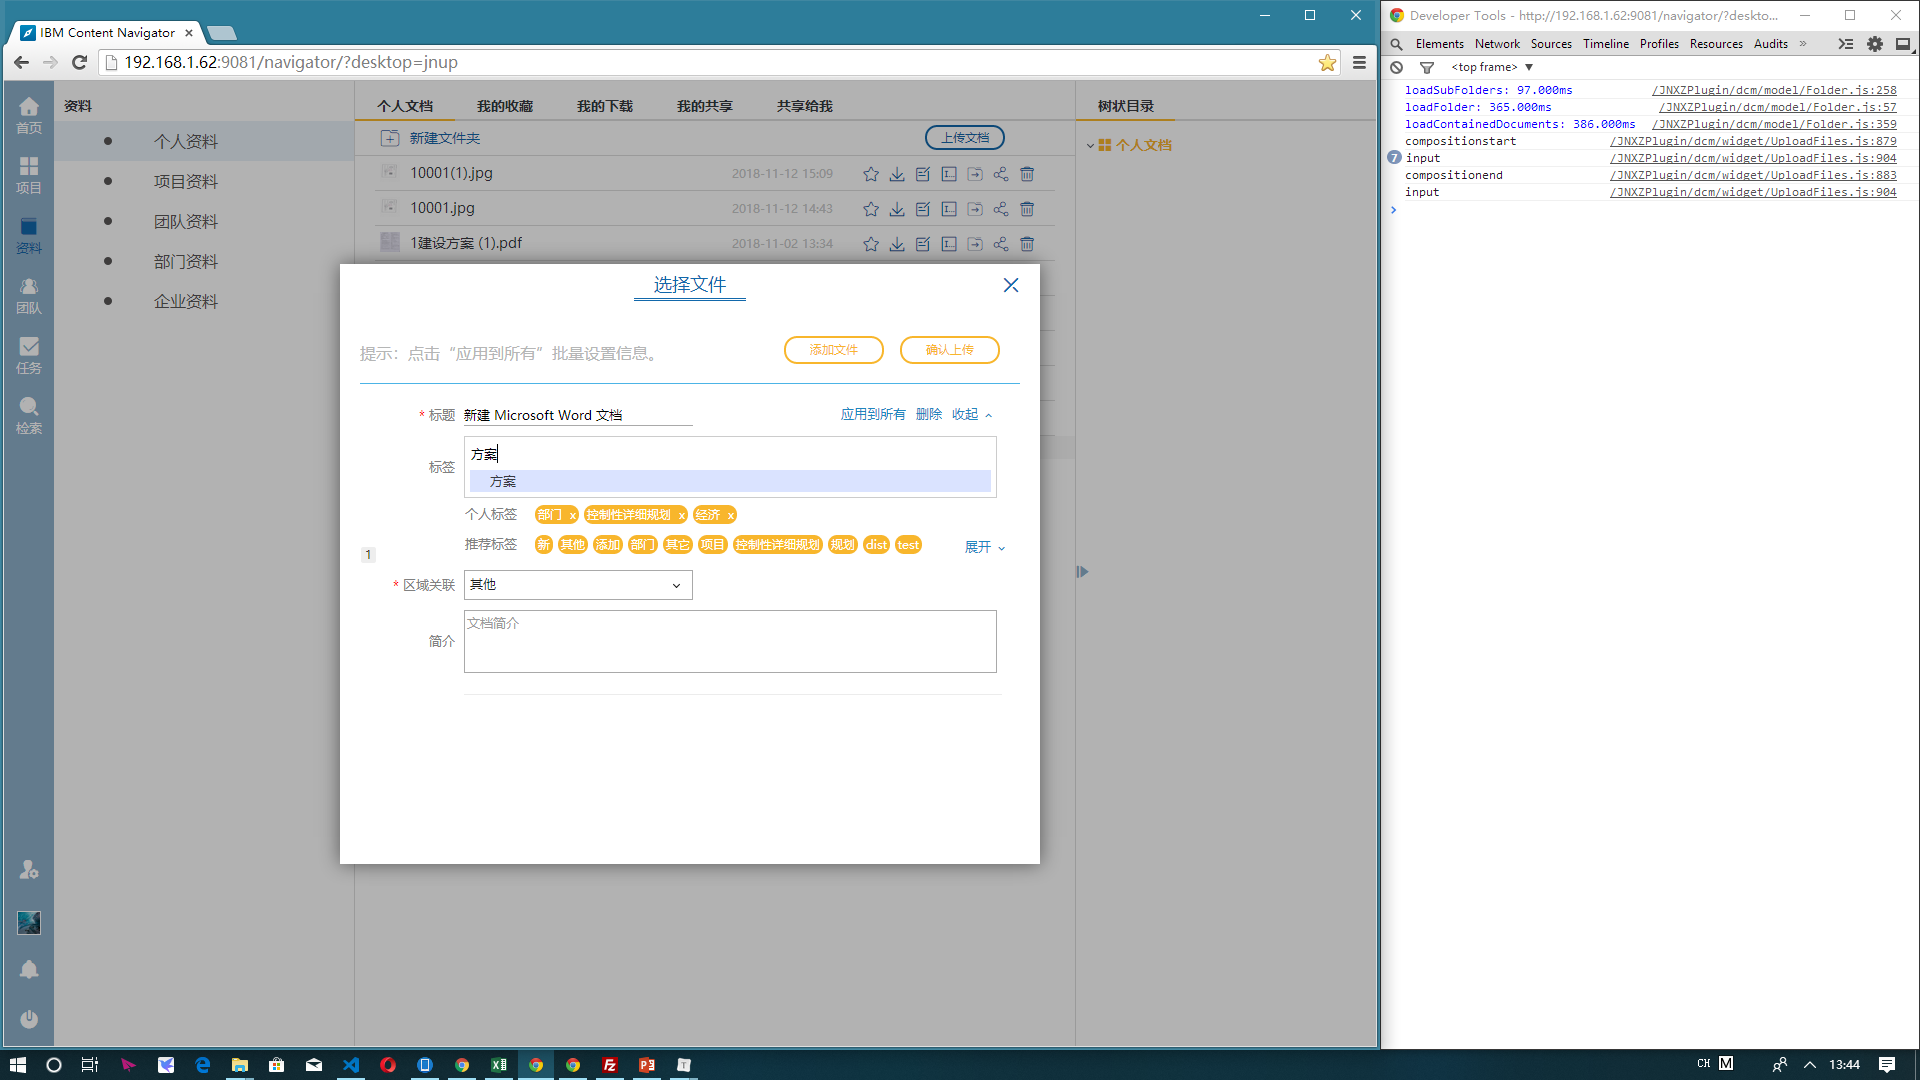 IBM Content Navigator ×
192.168.1.62:9081/navigator/?desktop=jnup
首页
项目
资料
团队
任务
检索
资料
个人资料
项目资料
团队资料
部门资料
企业资料
个人文档 我的收藏 我的下载 我的共享 共享给我
新建文件夹 上传文档
10001(1).jpg 2018-11-12 15:09
10001.jpg 2018-11-12 14:43
1建设方案 (1).pdf 2018-11-02 13:34
树状目录
个人文档
选择文件
提示：点击“应用到所有”批量设置信息。 添加文件 确认上传
1
* 标题 新建 Microsoft Word 文档 应用到所有 删除 收起
标签 方案
方案
个人标签 部门 x 控制性详细规划 x 经济 x
推荐标签 新 其他 添加 部门 其它 项目 控制性详细规划 规划 dist test 展开
* 区域关联 其他
简介 文档简介
Developer Tools - http://192.168.1.62:9081/navigator/?deskto...
Elements Network Sources Timeline Profiles Resources Audits »
<top frame> ▼
loadSubFolders: 97.000ms /JNXZPlugin/dcm/model/Folder.js:258
loadFolder: 365.000ms /JNXZPlugin/dcm/model/Folder.js:57
loadContainedDocuments: 386.000ms /JNXZPlugin/dcm/model/Folder.js:359
compositionstart /JNXZPlugin/dcm/widget/UploadFiles.js:879
7 input /JNXZPlugin/dcm/widget/UploadFiles.js:904
compositionend /JNXZPlugin/dcm/widget/UploadFiles.js:883
input /JNXZPlugin/dcm/widget/UploadFiles.js:904
>
CH M 13:44